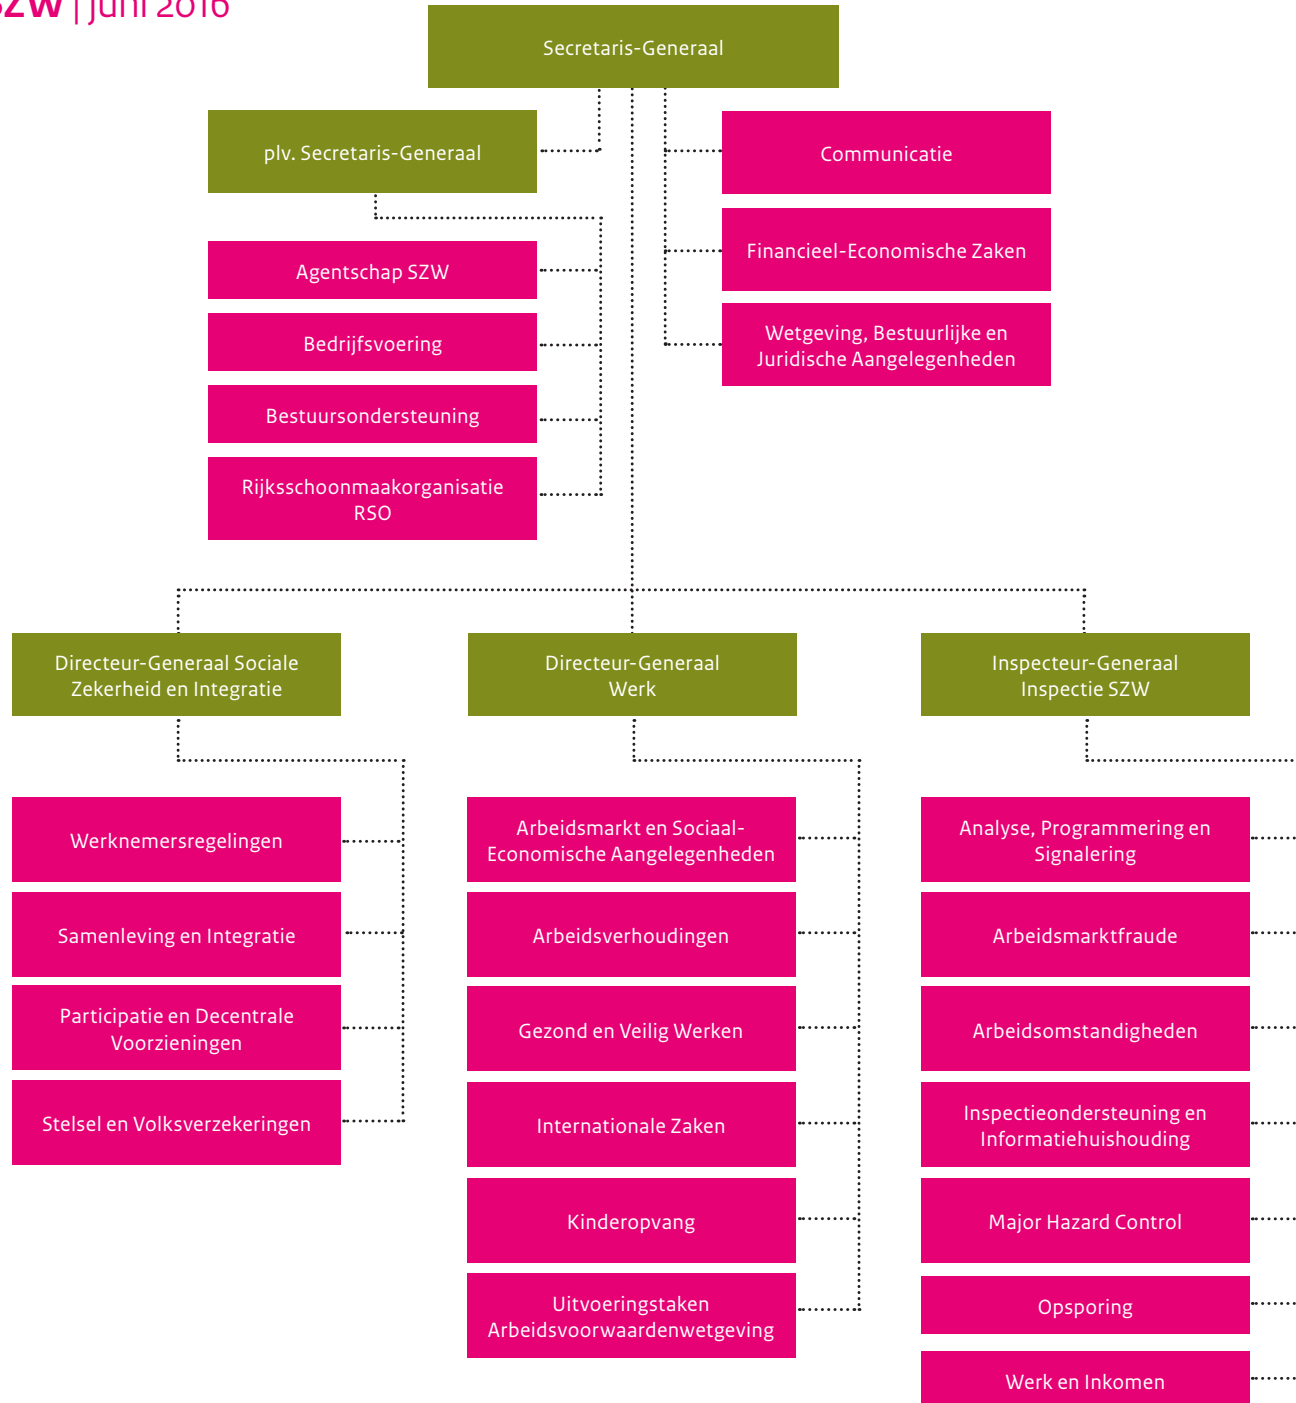 SZW | juni 2016
Secretaris-Generaal
plv. Secretaris-Generaal
Communicatie
Financieel-Economische Zaken
Wetgeving, Bestuurlijke en
Juridische Aangelegenheden
Agentschap SZW
Bedrijfsvoering
Bestuursondersteuning
Rijksschoonmaakorganisatie
RSO
Directeur-Generaal Sociale
Zekerheid en Integratie
Werknemersregelingen
Samenleving en Integratie
Participatie en Decentrale
Voorzieningen
Stelsel en Volksverzekeringen
Directeur-Generaal
Werk
Arbeidsmarkt en Sociaal-
Economische Aangelegenheden
Arbeidsverhoudingen
Gezond en Veilig Werken
Internationale Zaken
Kinderopvang
Uitvoeringstaken
Arbeidsvoorwaardenwetgeving
Inspecteur-Generaal
Inspectie SZW
Analyse, Programmering en
Signalering
Arbeidsmarktfraude
Arbeidsomstandigheden
Inspectieondersteuning en
Informatiehuishouding
Major Hazard Control
Opsporing
Werk en Inkomen